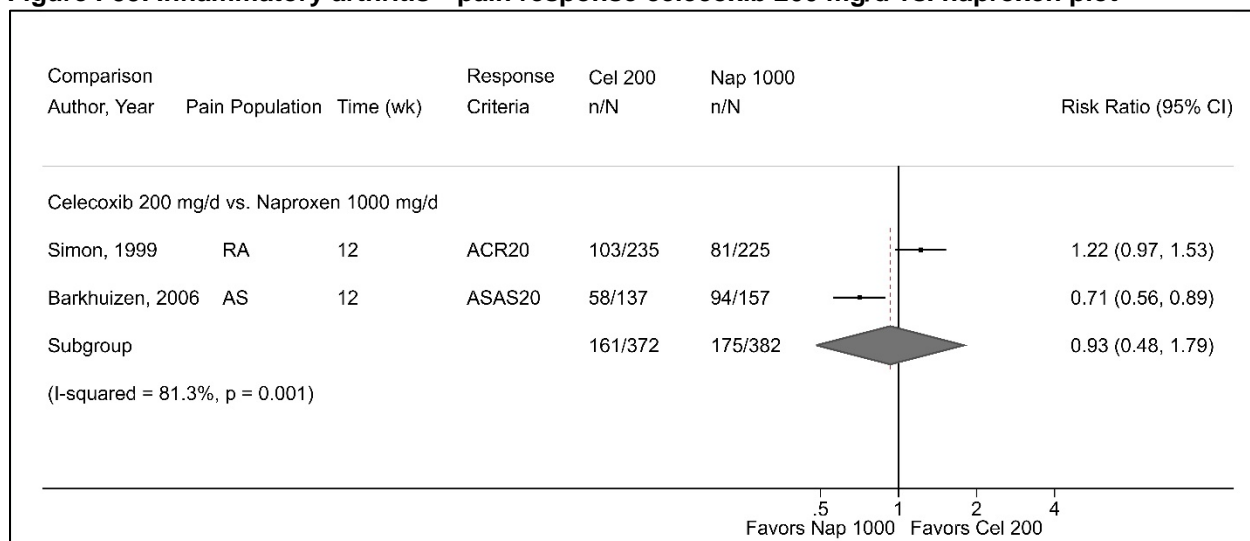 Figure Inflammatory arthritis – pain response celecoxib 200 mg/d vs. naproxen plot
Comparison Response Cel 200 Nap 1000
Author, Year Pain Population Time (wk) Criteria n/N n/N Risk Ratio (95% CI)
Celecoxib 200 mg/d vs. Naproxen 1000 mg/d
Simon, 1999 RA 12 ACR20 103/235 81/225 1.22 (0.97, 1.53)
Barkhuizen, 2006 AS 12 ASAS20 58/137 94/157 0.71 (0.56, 0.89)
Subgroup 161/372 175/382 0.93 (0.48, 1.79)
(I-squared = 81.3%, p = 0.001)
.5 1 2 4
Favors Nap 1000 Favors Cel 200